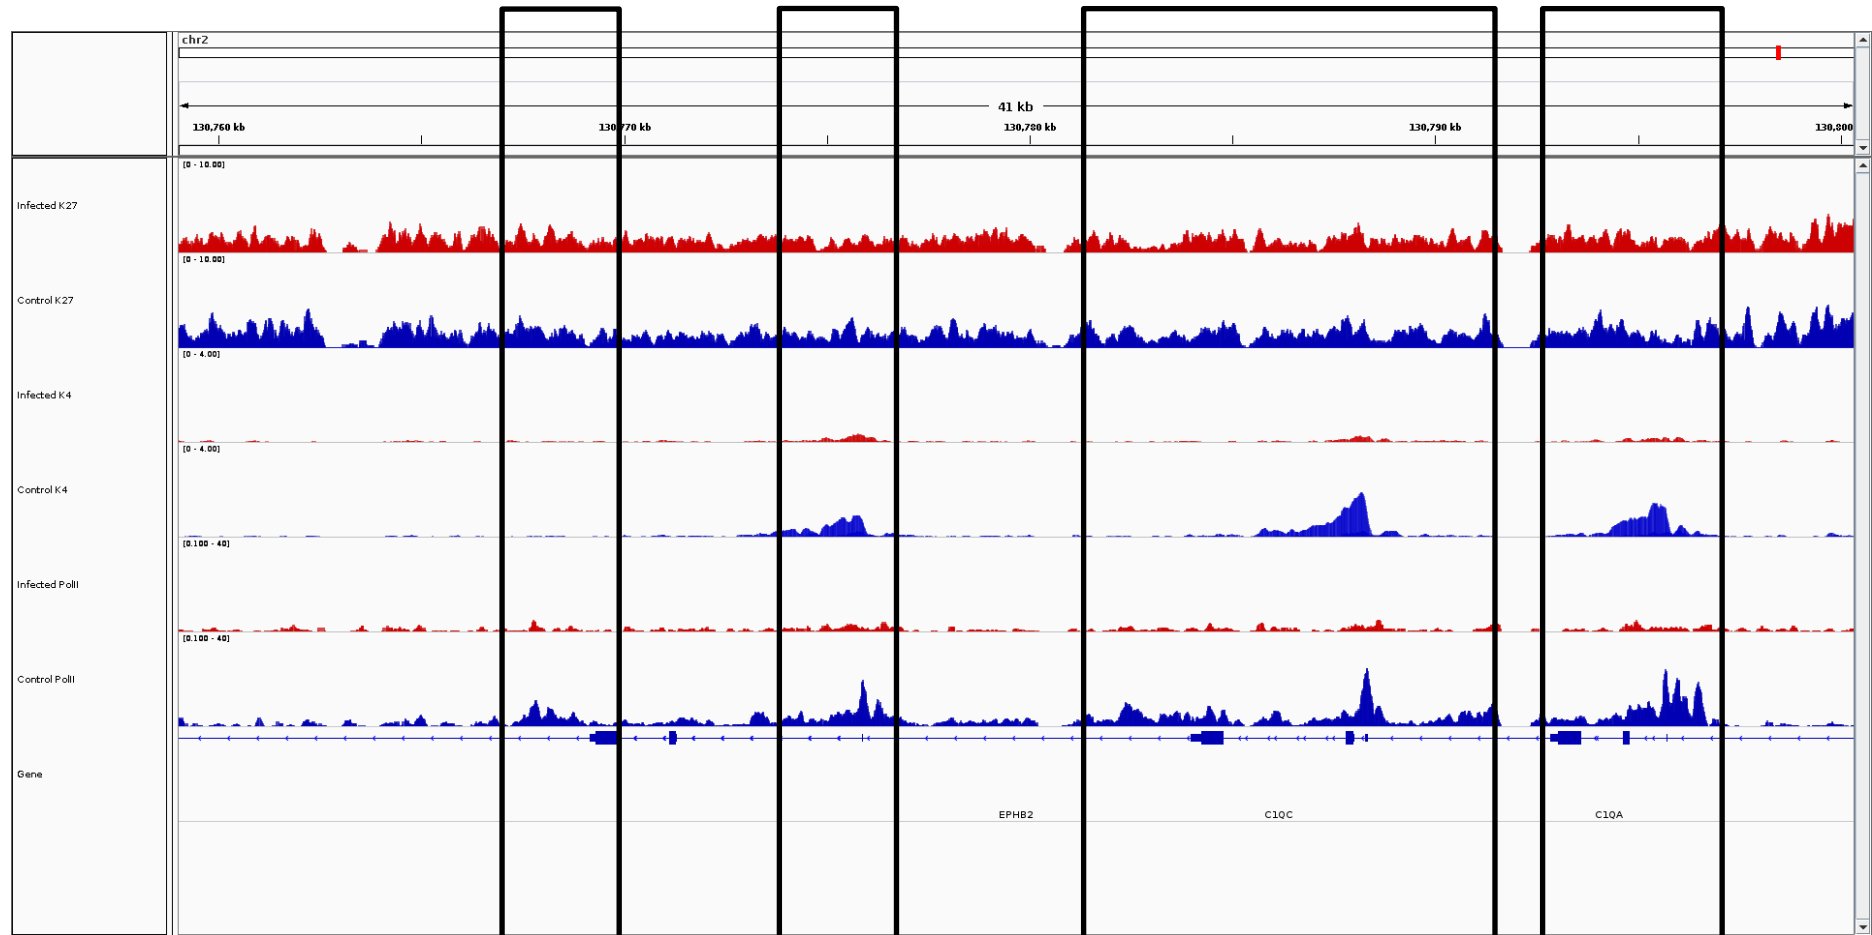 chr2
41 kb
130,760 kb 130,770 kb 130,780 kb 130,790 kb 130,800
[0 - 10.00]
Infected K27
[0 - 10.00]
Control K27
[0 - 4.00]
Infected K4
[0 - 4.00]
Control K4
[0.100 - 40]
Infected PolII
[0.100 - 40]
Control PolII
Gene
EPHB2 C1QC C1QA